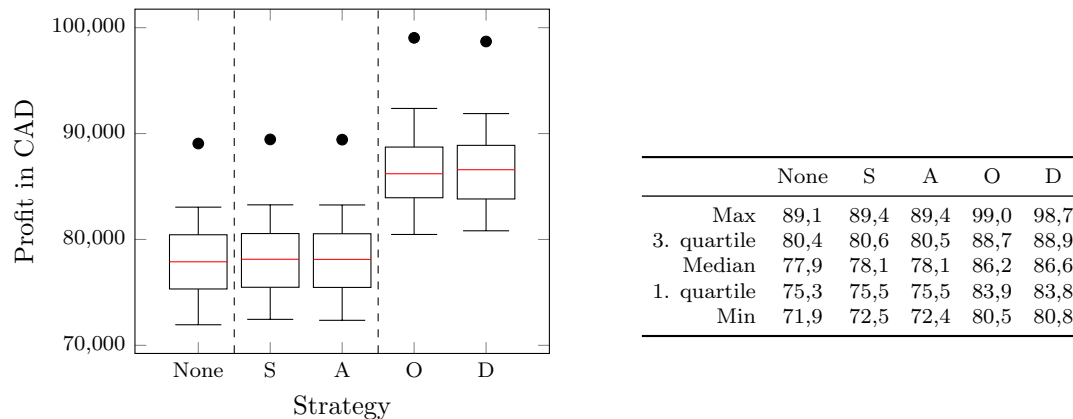 100,000
90,000
80,000
70,000
Profit in CAD
None S A O D
Strategy
None S A O D
Max 89,1 89,4 89,4 99,0 98,7
3. quartile 80,4 80,6 80,5 88,7 88,9
Median 77,9 78,1 78,1 86,2 86,6
1. quartile 75,3 75,5 75,5 83,9 83,8
Min 71,9 72,5 72,4 80,5 80,8